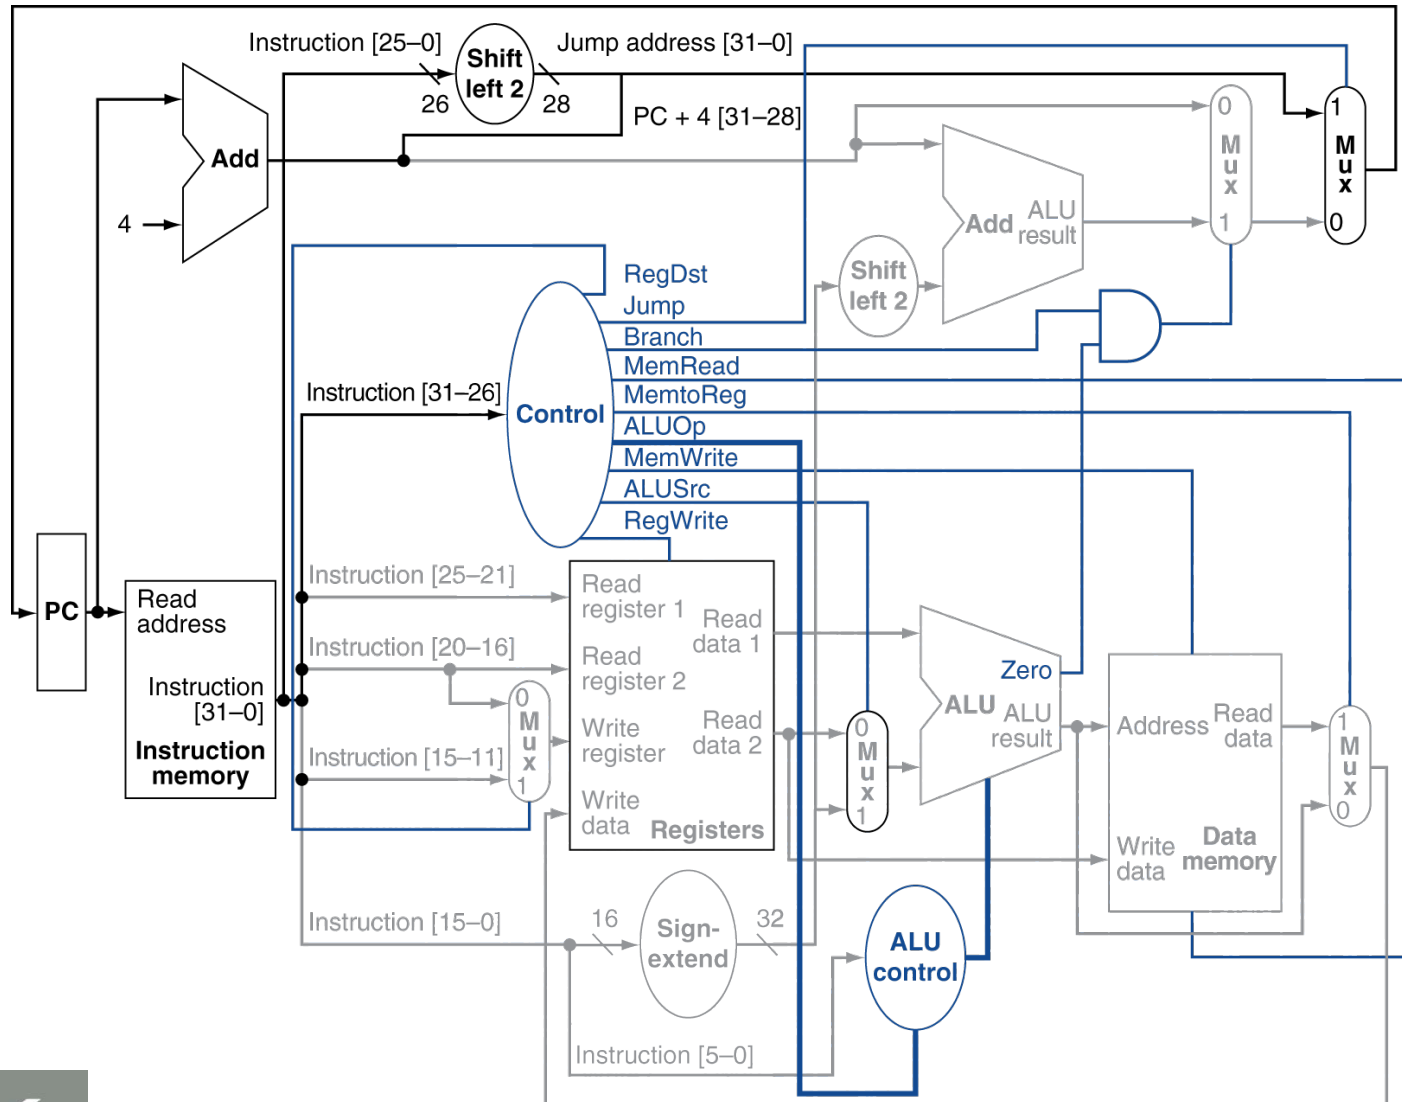 Instruction [25–0]
Shift
left 2
Jump address [31–0]
26
28
PC + 4 [31–28]
Add
4
0
M
u
x
1
1
M
u
x
0
Add
ALU
result
Shift
left 2
RegDst
Jump
Branch
MemRead
MemtoReg
ALUOp
MemWrite
ALUSrc
RegWrite
Instruction [31–26]
Control
PC
Read
address
Instruction
[31–0]
Instruction
memory
Instruction [25–21]
Instruction [20–16]
Instruction [15–11]
0
M
u
x
1
Read
register 1
Read
register 2
Write
register
Write
data
Read
data 1
Read
data 2
Registers
0
M
u
x
1
Zero
ALU
ALU
result
Address
Read
data
Write
data
Data
memory
1
M
u
x
0
Instruction [15–0]
16
Sign-
extend
32
ALU
control
Instruction [5–0]